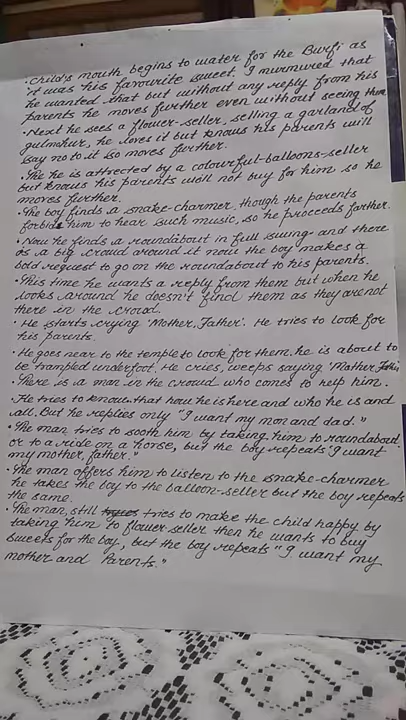 • Child's mouth begins to water for the Burfi as
it was his favourite sweet. I murmured that
he wanted that but without any reply from his
parents he moves further even without seeing them
• Next he sees a flower-seller, selling a garland of
gulmohur, he loves it but knows his parents will
say no to it so moves further.
• The he is attrected by a colourful-balloons-seller
but knows his parents will not buy for him so he
moves further.
• The boy finds a snake-charmer, though the parents
forbids him to hear such music, so he proceeds farther.
• Now he finds a roundabout in full swing and there
is a big crowd around it now the boy makes a
bold request to go on the roundabout to his parents.
• This time he wants a reply from them but when he
looks around he doesn't find them as they are not
there in the crowd.
• He starts crying 'Mother, Father'. He tries to look for
his parents.
• He goes near to the temple to look for them. he is about to
be trampled underfoot. He cries, weeps saying 'Mother, Father'
• There is a man in the crowd who comes to help him.
He tries to know that how he is here and who he is and
all. But he replies only "I want my mom and dad."
• The man tries to sooth him by taking him to roundabout
or to a ride on a horse, but the boy repeats "I want
my mother, father."
• The man offers him to listen to the snake-charmer
he takes the boy to the balloon-seller but the boy repeats
the same.
• The man, still tries to make the child happy by
taking him to flower seller then he wants to buy
sweets for the boy, but the boy repeats "I want my
mother and Parents."